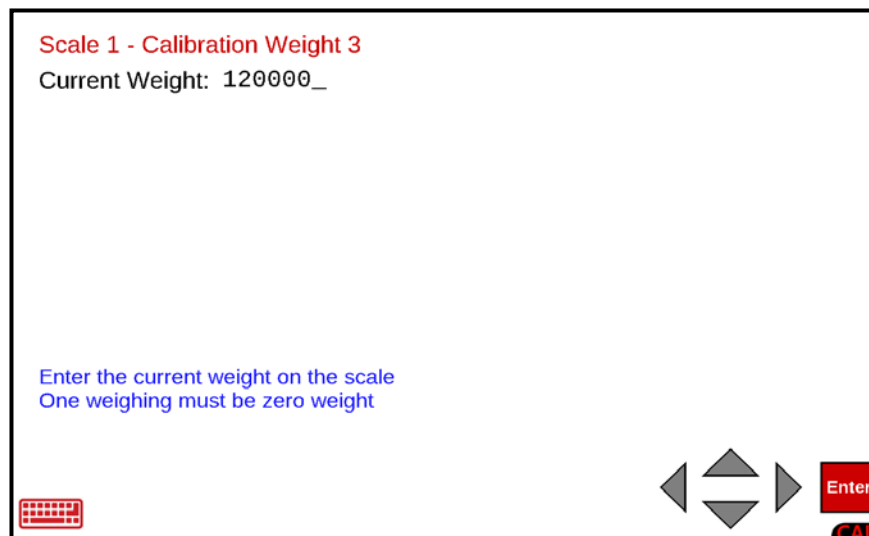 Scale 1 - Calibration Weight 3
Current Weight: 120000_
Enter the current weight on the scale
One weighing must be zero weight
Enter